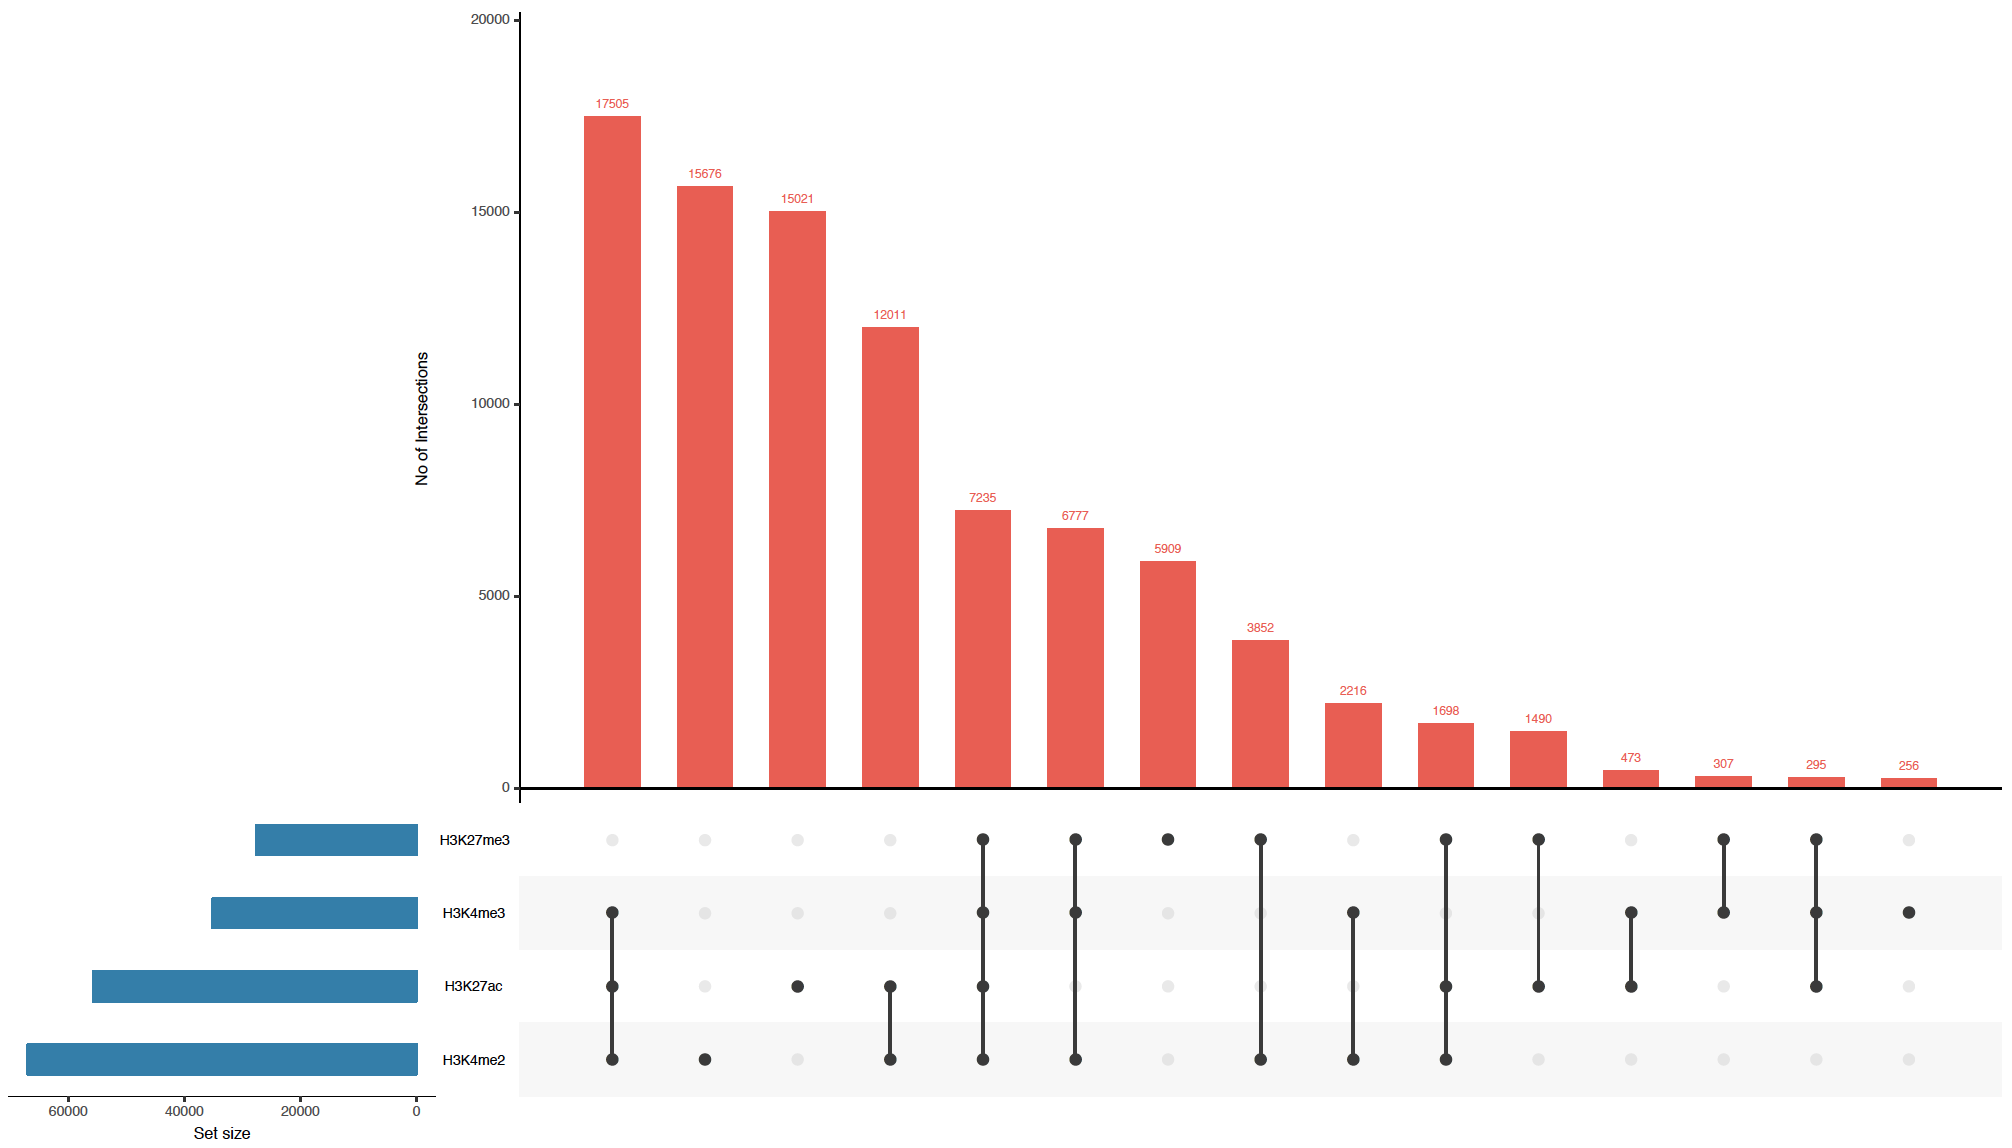 20000
15000
10000
5000
0
No of Intersections
17505
15676
15021
12011
7235
6777
5909
3852
2216
1698
1490
473
307
295
256
H3K27me3
H3K4me3
H3K27ac
H3K4me2
60000 40000 20000 0
Set size